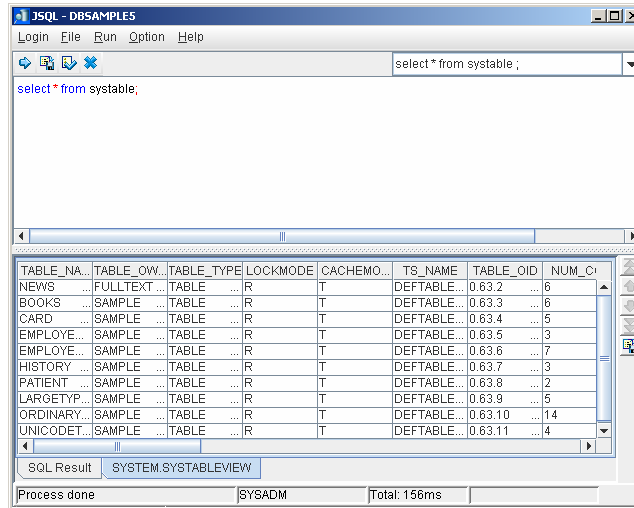 JSQL - DBSAMPLE5
Login File Run Option Help
select * from systable ;
select * from systable;
TABLE_NA... TABLE_OW... TABLE_TYPE LOCKMODE CACHEMO... TS_NAME TABLE_OID NUM_C
NEWS ... FULLTEXT ... TABLE ... R T DEFTABLE... 0.63.2 ... 6
BOOKS ... SAMPLE ... TABLE ... R T DEFTABLE... 0.63.3 ... 6
CARD ... SAMPLE ... TABLE ... R T DEFTABLE... 0.63.4 ... 5
EMPLOYE... SAMPLE ... TABLE ... R T DEFTABLE... 0.63.5 ... 3
EMPLOYE... SAMPLE ... TABLE ... R T DEFTABLE... 0.63.6 ... 7
HISTORY ... SAMPLE ... TABLE ... R T DEFTABLE... 0.63.7 ... 3
PATIENT ... SAMPLE ... TABLE ... R T DEFTABLE... 0.63.8 ... 2
LARGETYP... SAMPLE ... TABLE ... R T DEFTABLE... 0.63.9 ... 5
ORDINARY... SAMPLE ... TABLE ... R T DEFTABLE... 0.63.10 ... 14
UNICODET... SAMPLE ... TABLE ... R T DEFTABLE... 0.63.11 ... 4
SQL Result SYSTEM.SYSTABLEVIEW
Process done SYSADM Total: 156ms